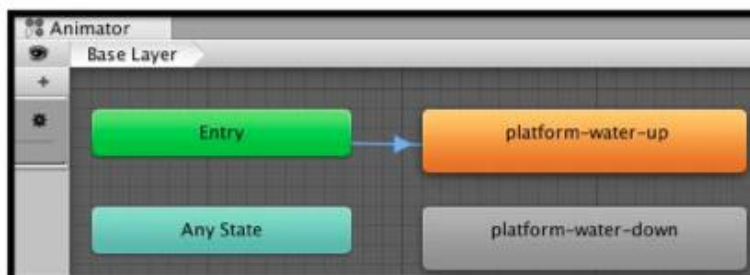 Animator
Base Layer
+
Entry
platform-water-up
Any State
platform-water-down